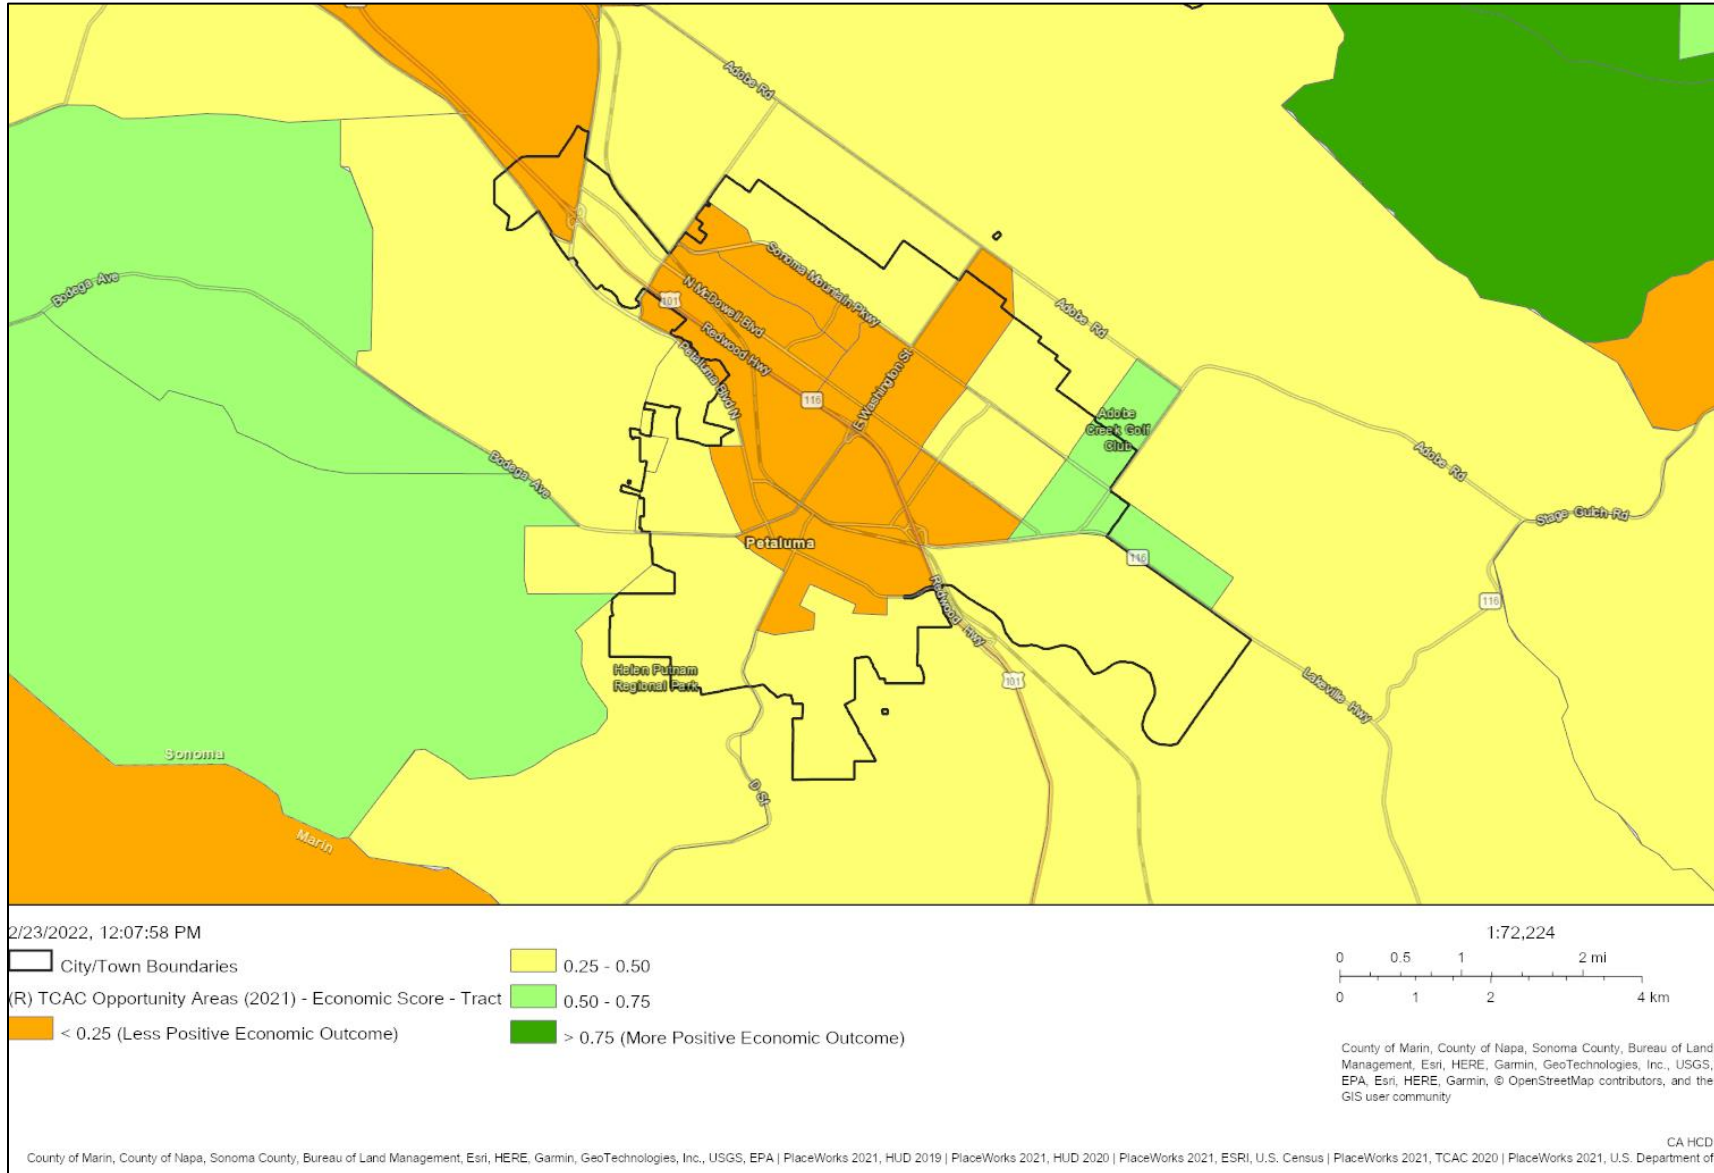 Adobe Rd
Bodega Ave
Sonoma Mountain Pkwy
N McDowell Blvd
101
Redwood Hwy
Petaluma Blvd N
116
E Washington St
Adobe Rd
Adobe
Creek Golf
Club
Adobe Rd
Bodega Ave
Stage Gulch Rd
Petaluma
116
116
Redwood Hwy
Helen Putnam
Regional Park
101
Lakeville Hwy
Sonoma
D St
Marin
2/23/2022, 12:07:58 PM
City/Town Boundaries
(R) TCAC Opportunity Areas (2021) - Economic Score - Tract
< 0.25 (Less Positive Economic Outcome)
0.25 - 0.50
0.50 - 0.75
> 0.75 (More Positive Economic Outcome)
1:72,224
0 0.5 1 2 mi
0 1 2 4 km
County of Marin, County of Napa, Sonoma County, Bureau of Land
Management, Esri, HERE, Garmin, GeoTechnologies, Inc., USGS,
EPA, Esri, HERE, Garmin, © OpenStreetMap contributors, and the
GIS user community
CA HCD
County of Marin, County of Napa, Sonoma County, Bureau of Land Management, Esri, HERE, Garmin, GeoTechnologies, Inc., USGS, EPA | PlaceWorks 2021, HUD 2019 | PlaceWorks 2021, HUD 2020 | PlaceWorks 2021, ESRI, U.S. Census | PlaceWorks 2021, TCAC 2020 | PlaceWorks 2021, U.S. Department of